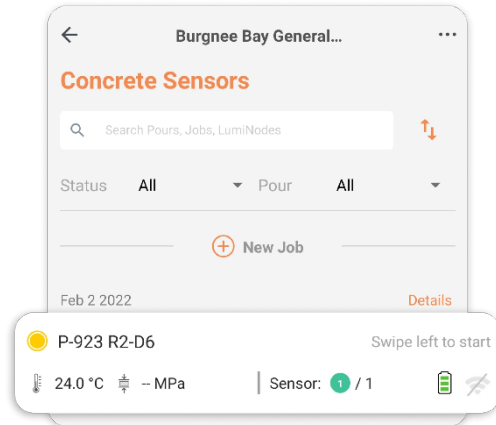 Burgnee Bay General...
Concrete Sensors
Search Pours, Jobs, LumiNodes
Status All Pour All
New Job
Feb 2 2022 Details
P-923 R2-D6 Swipe left to start
24.0 °C -- MPa Sensor: 1 / 1